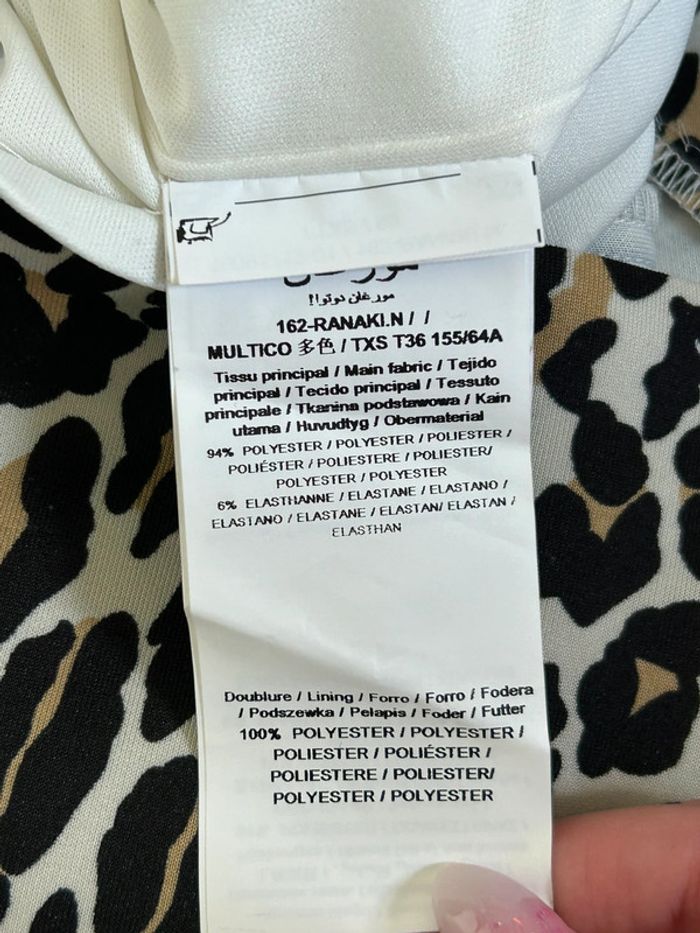 مورغان دوتوا!
162-RANAKI.N / /
MULTICO 多色 / TXS T36 155/64A
Tissu principal / Main fabric / Tejido
principal / Tecido principal / Tessuto
principale / Tkanina podstawowa / Kain
utama / Huvudtyg / Obermaterial
94% POLYESTER / POLYESTER / POLIESTER /
POLIÉSTER / POLIESTERE / POLIESTER/
POLYESTER / POLYESTER
6% ELASTHANNE / ELASTANE / ELASTANO /
ELASTANO / ELASTANE / ELASTAN/ ELASTAN /
ELASTHAN
Doublure / Lining / Forro / Forro / Fodera
/ Podszewka / Pelapis / Foder / Futter
100% POLYESTER / POLYESTER /
POLIESTER / POLIÉSTER /
POLIESTERE / POLIESTER/
POLYESTER / POLYESTER